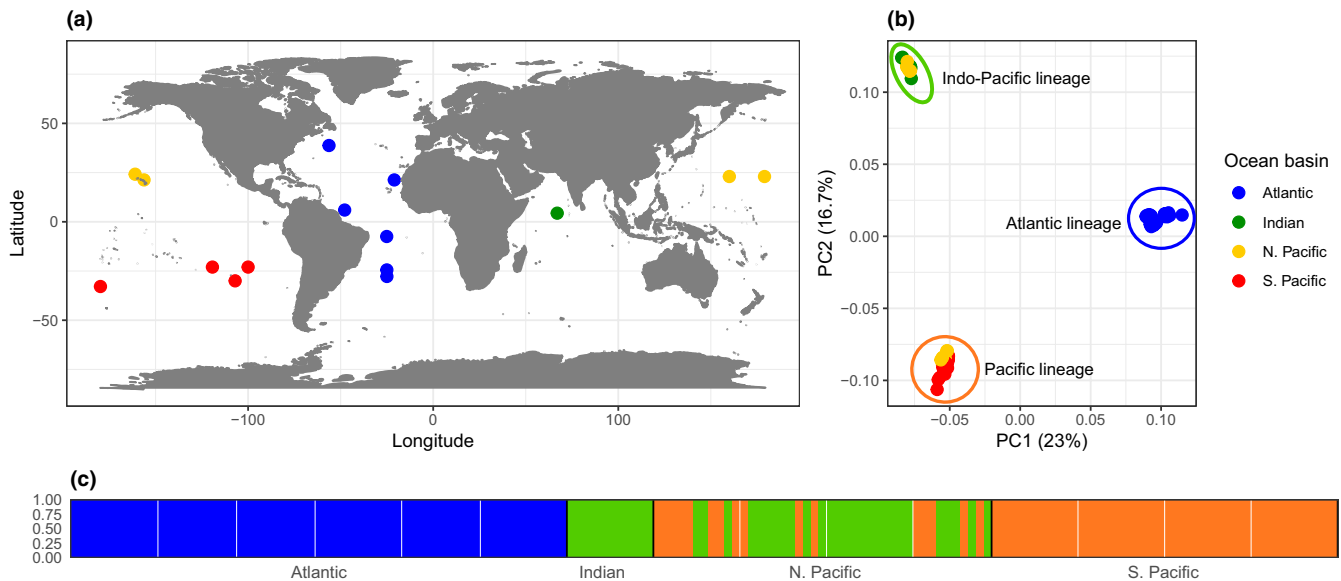 (a)
(b)
50
0
−50
Latitude
−100
0
100
Longitude
Indo-Pacific lineage
Atlantic lineage
Pacific lineage
0.10
0.05
0.00
−0.05
−0.10
PC2 (16.7%)
−0.05
0.00
0.05
0.10
PC1 (23%)
Ocean basin
Atlantic
Indian
N. Pacific
S. Pacific
(c)
1.00
0.75
0.50
0.25
0.00
Atlantic
Indian
N. Pacific
S. Pacific